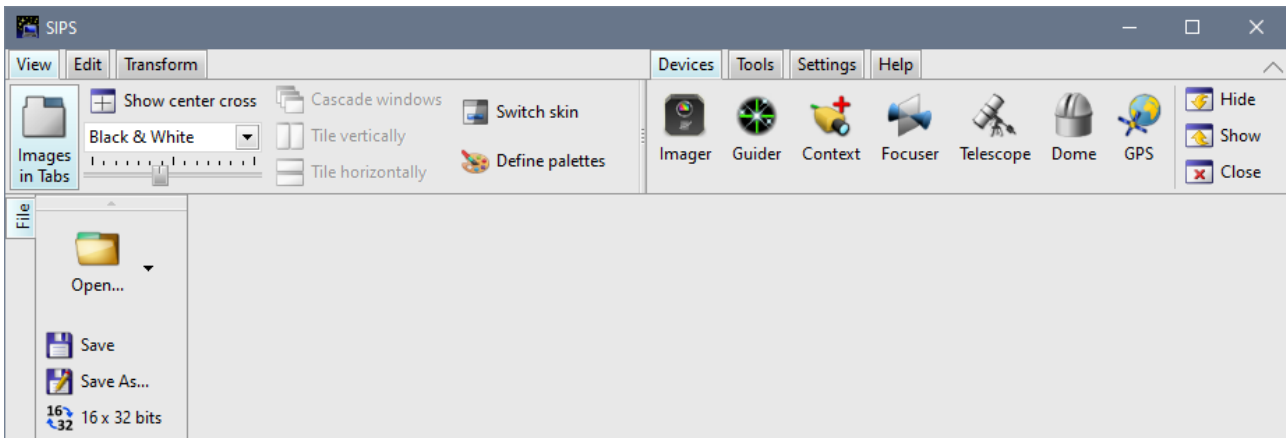 SIPS
View Edit Transform
Devices Tools Settings Help
Images
in Tabs
Show center cross
Black & White
Cascade windows
Tile vertically
Tile horizontally
Switch skin
Define palettes
Imager Guider Context Focuser Telescope Dome GPS
Hide
Show
Close
File
Open...
Save
Save As...
16 32 16 x 32 bits